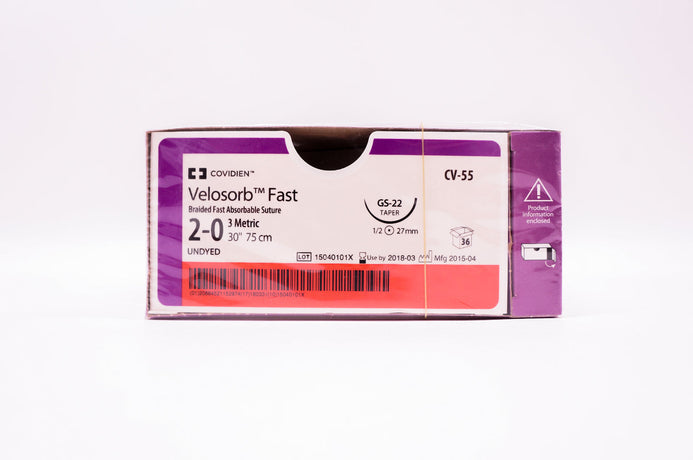 COVIDIEN™
Velosorb™ Fast
Braided Fast Absorbable Suture
2-0 3 Metric
30" 75 cm
UNDYED
GS-22
TAPER
1/2 27mm
CV-55
36
LOT 15040101X Use by 2018-03 Mfg 2015-04
Product
Information
enclosed